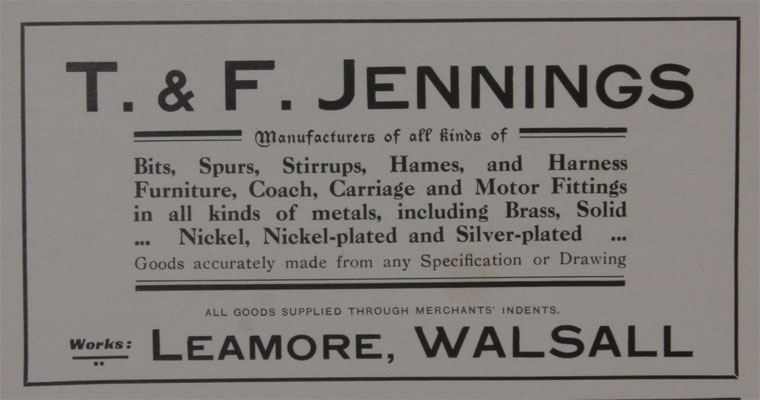 T. & F. JENNINGS
Manufacturers of all kinds of
Bits, Spurs, Stirrups, Hames, and Harness
Furniture, Coach, Carriage and Motor Fittings
in all kinds of metals, including Brass, Solid
... Nickel, Nickel-plated and Silver-plated ...
Goods accurately made from any Specification or Drawing
ALL GOODS SUPPLIED THROUGH MERCHANTS' INDENTS.
Works: LEAMORE, WALSALL